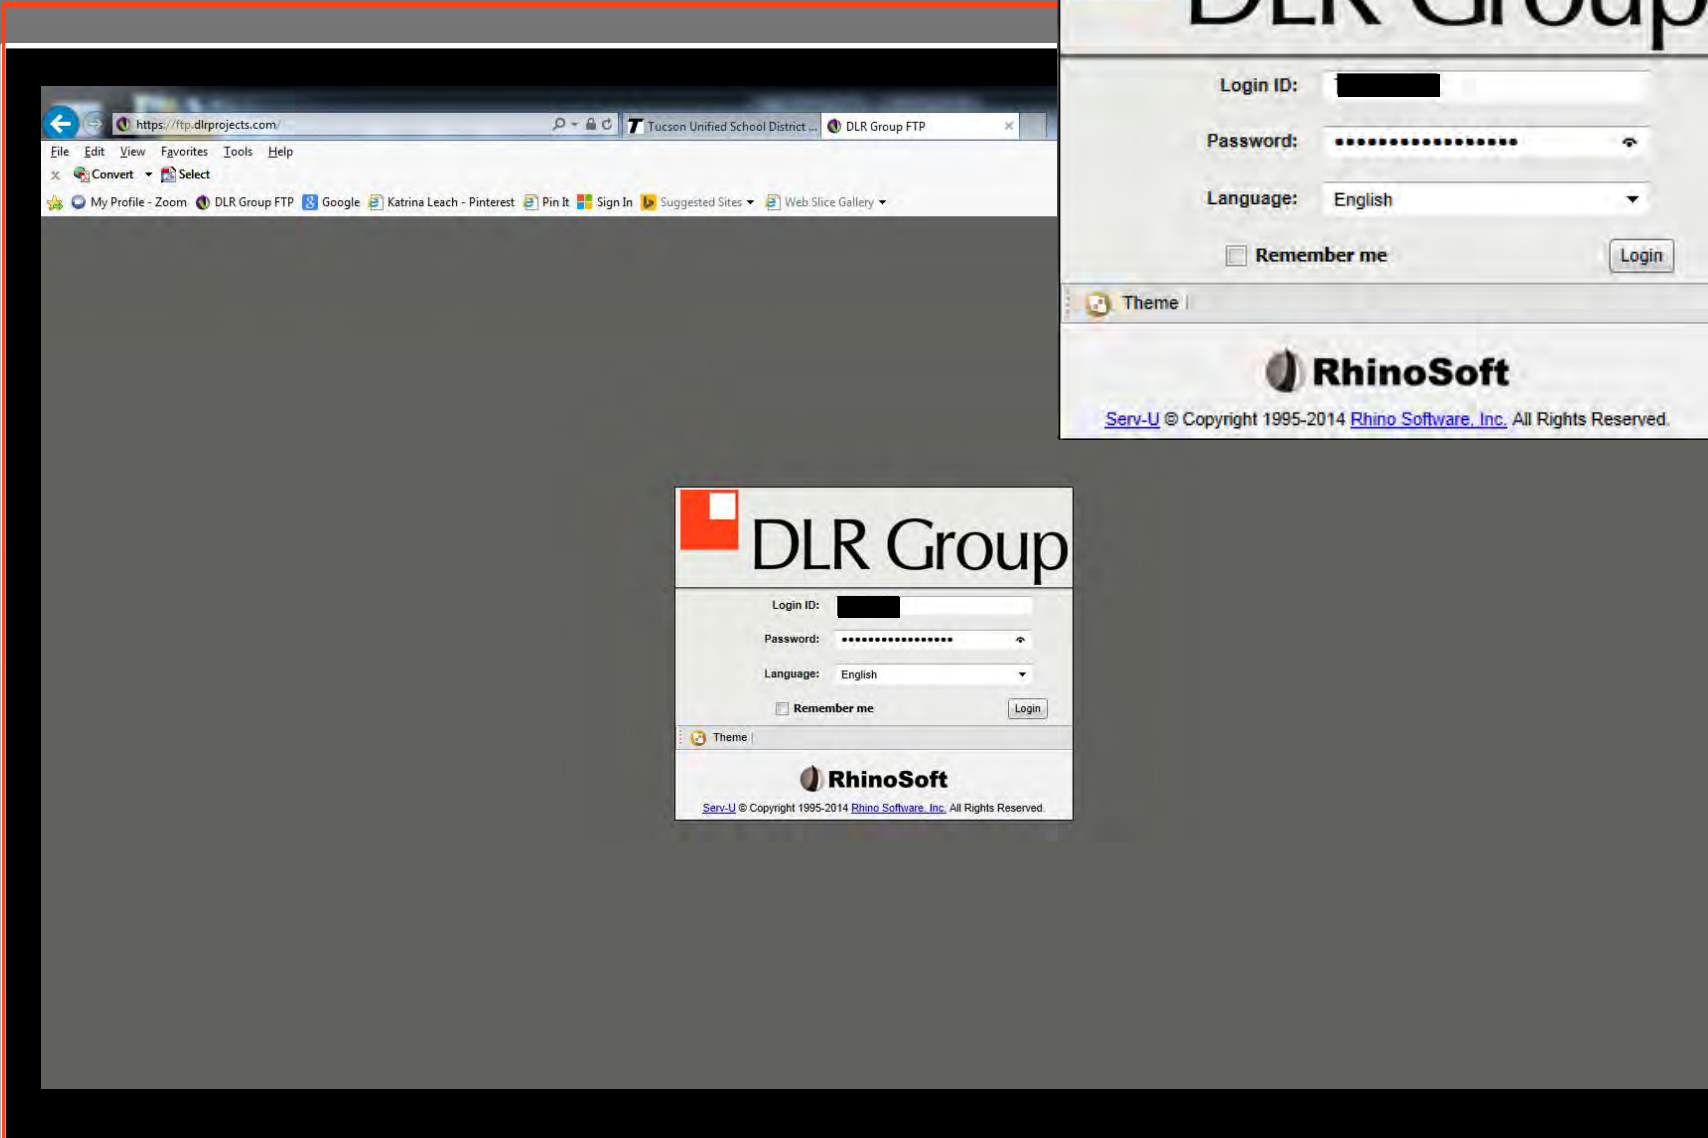 https://ftp.dlrprojects.com/
Tucson Unified School District ...
DLR Group FTP
File Edit View Favorites Tools Help
Convert Select
My Profile - Zoom DLR Group FTP Google Katrina Leach - Pinterest Pin It Sign In Suggested Sites Web Slice Gallery
DLR Group
Login ID:
Password: •••••••••••••••••
Language: English
Remember me Login
Theme
RhinoSoft
Serv-U © Copyright 1995-2014 Rhino Software, Inc. All Rights Reserved.
DLR Group
Login ID:
Password: •••••••••••••••••
Language: English
Remember me Login
Theme
RhinoSoft
Serv-U © Copyright 1995-2014 Rhino Software, Inc. All Rights Reserved.